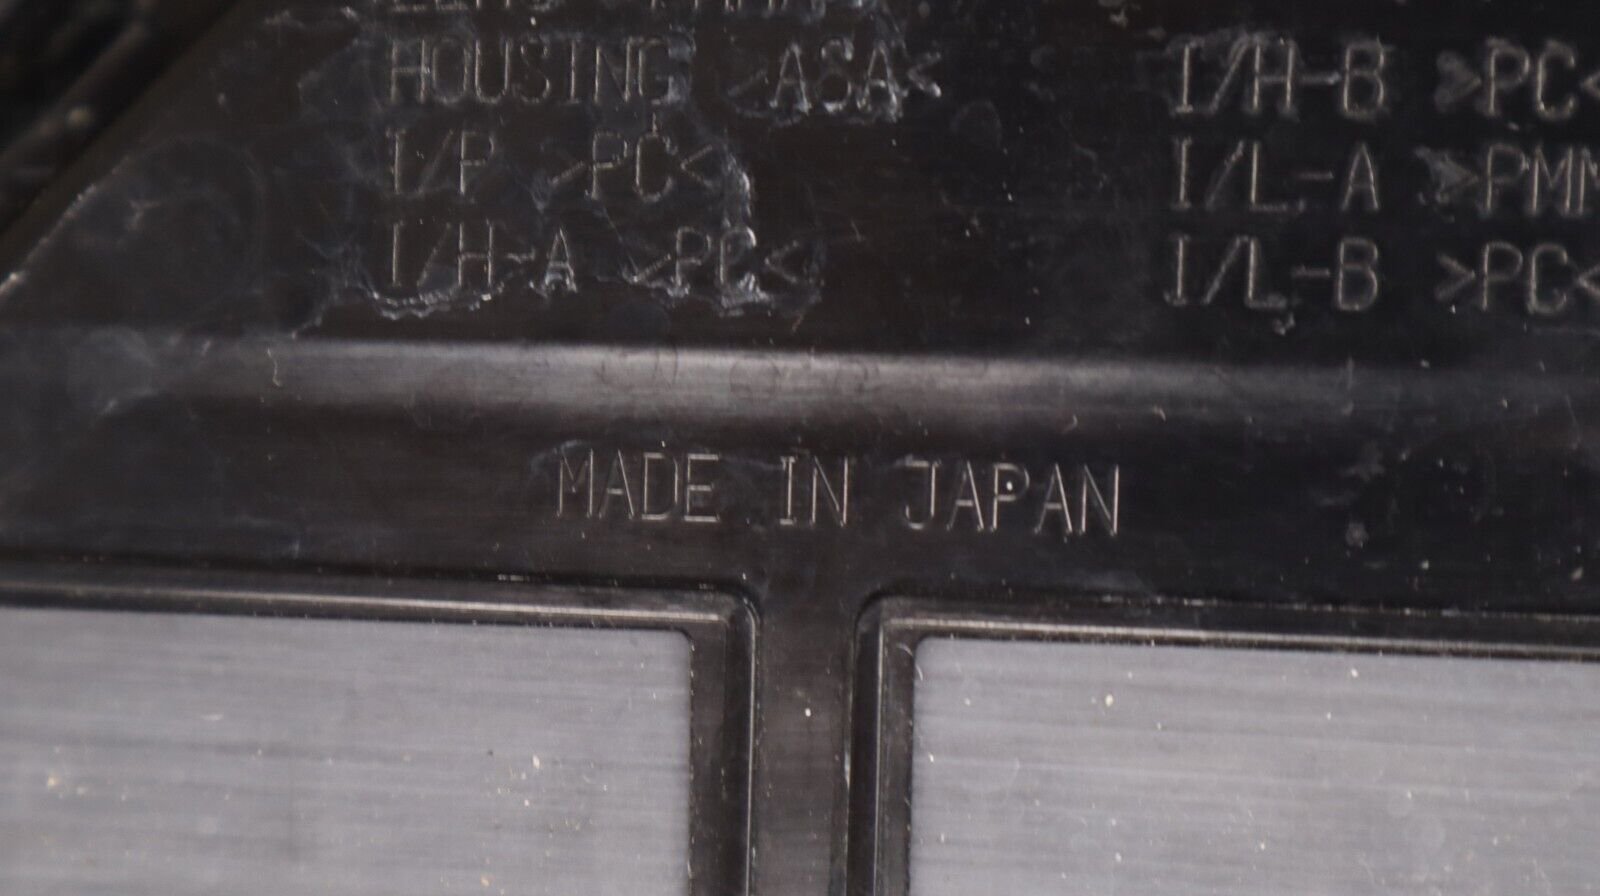 HOUSING >ASA<
I/P >PC<
I/H-A >PC<
I/H-B >PC<
I/L-A >PMM
I/L-B >PC<
MADE IN JAPAN